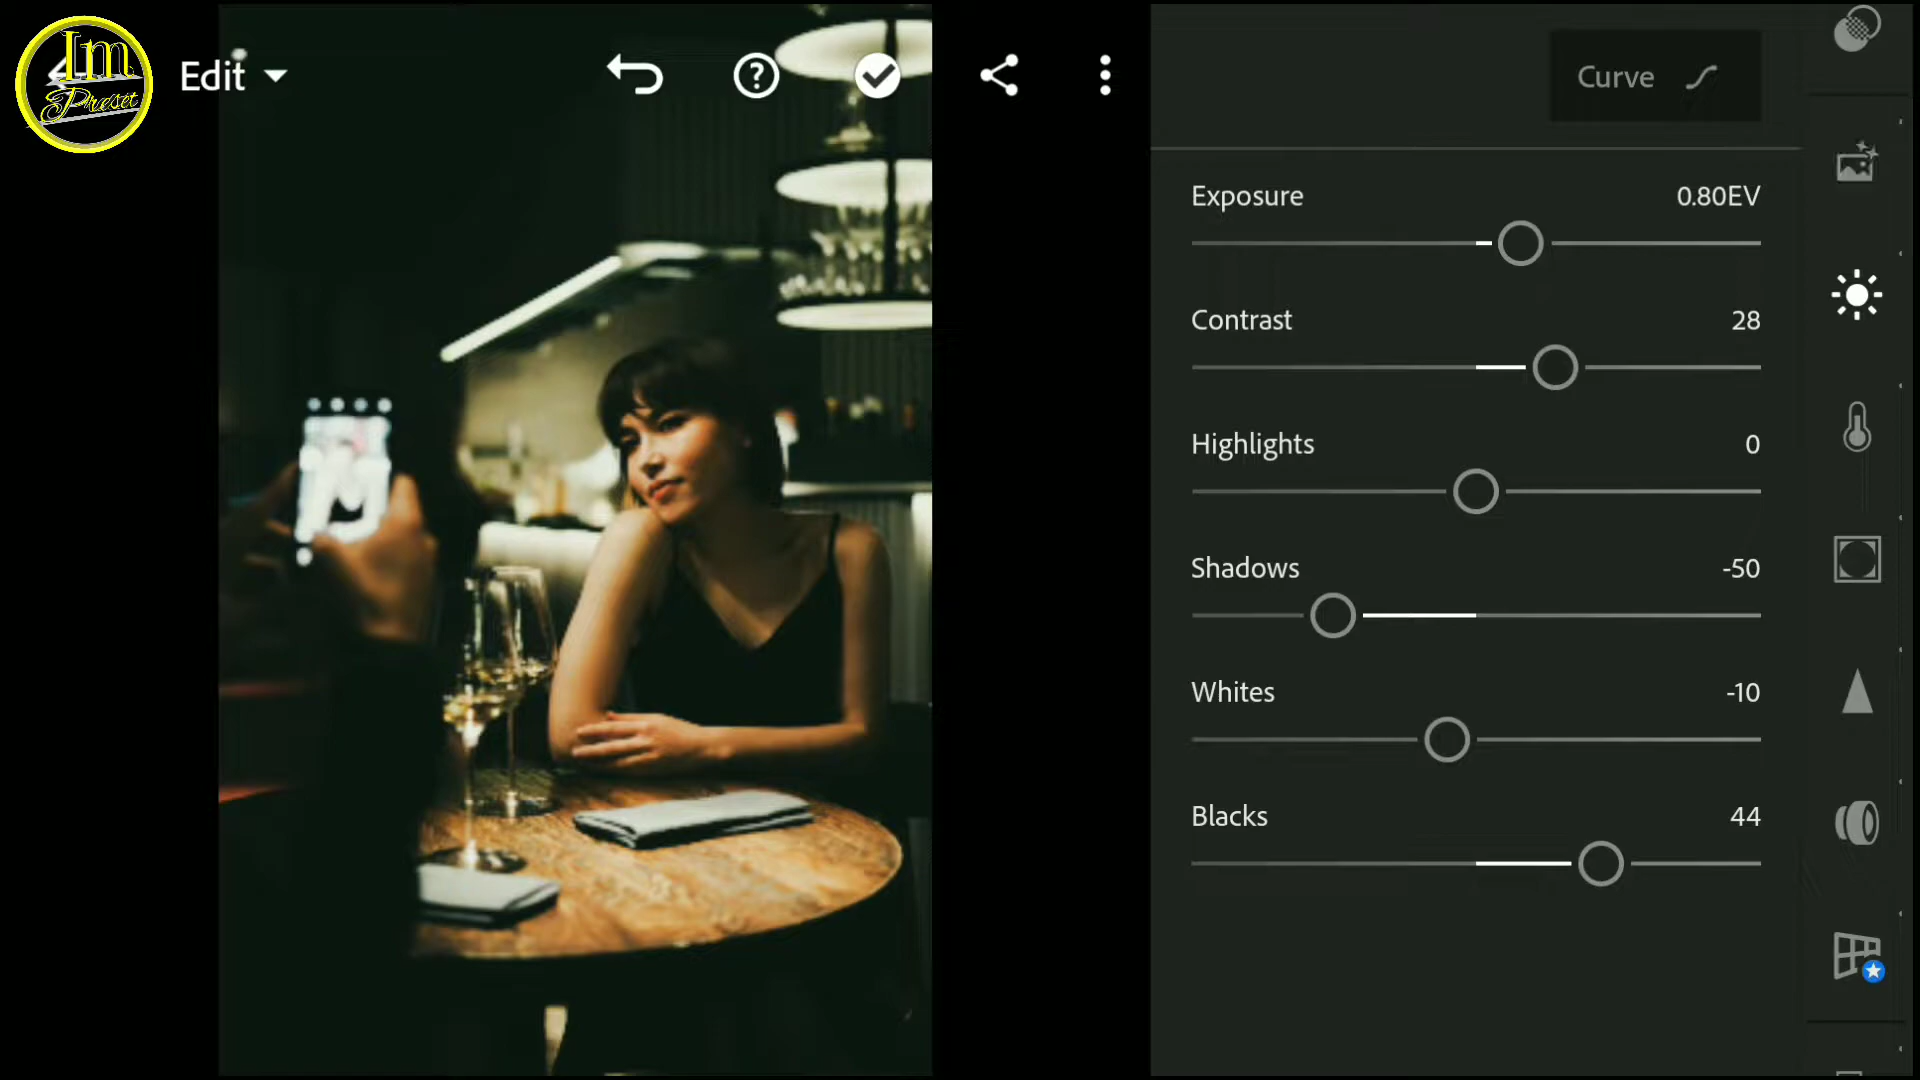 Im
Preset
Edit
Curve
Exposure 0.80EV
Contrast 28
Highlights 0
Shadows -50
Whites -10
Blacks 44